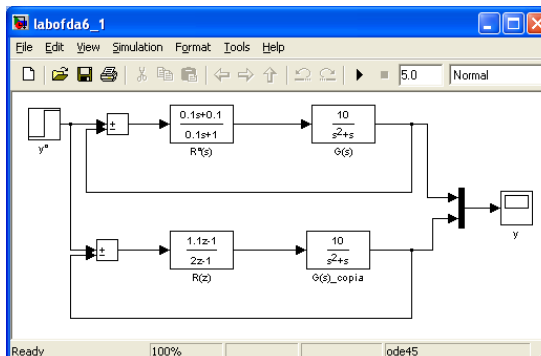 labofda6_1
File Edit View Simulation Format Tools Help
5.0 Normal
y°
±
0.1s+0.1
0.1s+1
R°(s)
10
s²+s
G(s)
y
±
1.1z-1
2z-1
R(z)
10
s²+s
G(s)_copia
Ready 100% ode45